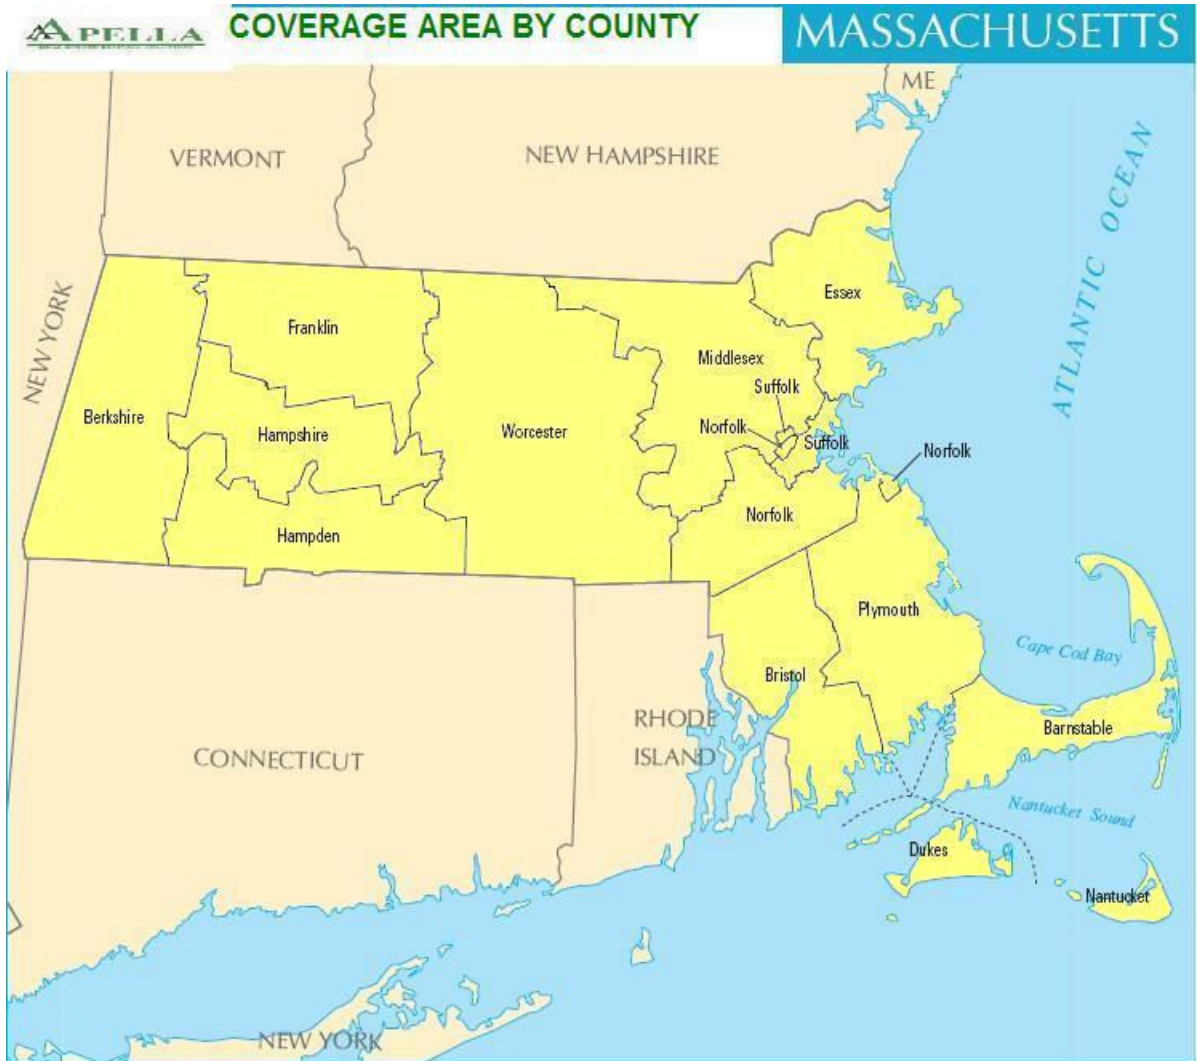 APELLA
COVERAGE AREA BY COUNTY
MASSACHUSETTS
ME
VERMONT
NEW HAMPSHIRE
ATLANTIC OCEAN
NEW YORK
Essex
Franklin
Middlesex
Suffolk
Berkshire
Hampshire
Worcester
Norfolk
Suffolk
Norfolk
Norfolk
Hampden
Plymouth
Cape Cod Bay
Bristol
RHODE
ISLAND
Barnstable
CONNECTICUT
Nantucket Sound
Dukes
Nantucket
NEW YORK